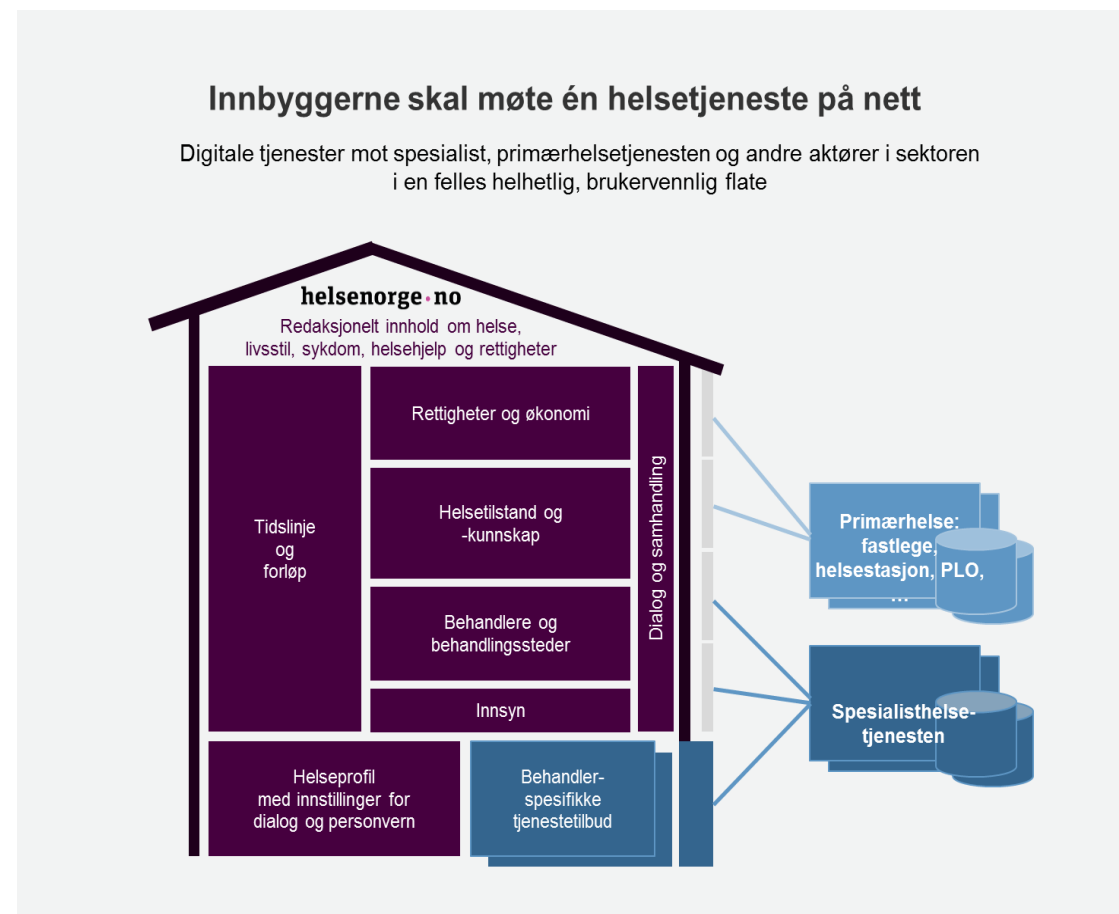 Innbyggerne skal møte én helsetjeneste på nett
Digitale tjenester mot spesialist, primærhelsetjenesten og andre aktører i sektoren
i en felles helhetlig, brukervennlig flate
helsenorge.no
Redaksjonelt innhold om helse,
livsstil, sykdom, helsehjelp og rettigheter
Tidslinje
og
forløp
Rettigheter og økonomi
Helsetilstand og
-kunnskap
Behandlere og
behandlingssteder
Innsyn
Dialog og samhandling
Helseprofil
med innstillinger for
dialog og personvern
Behandler-
spesifikke
tjenestetilbud
Primærhelse:
fastlege,
helsestasjon, PLO,
...
Spesialisthelse-
tjenesten